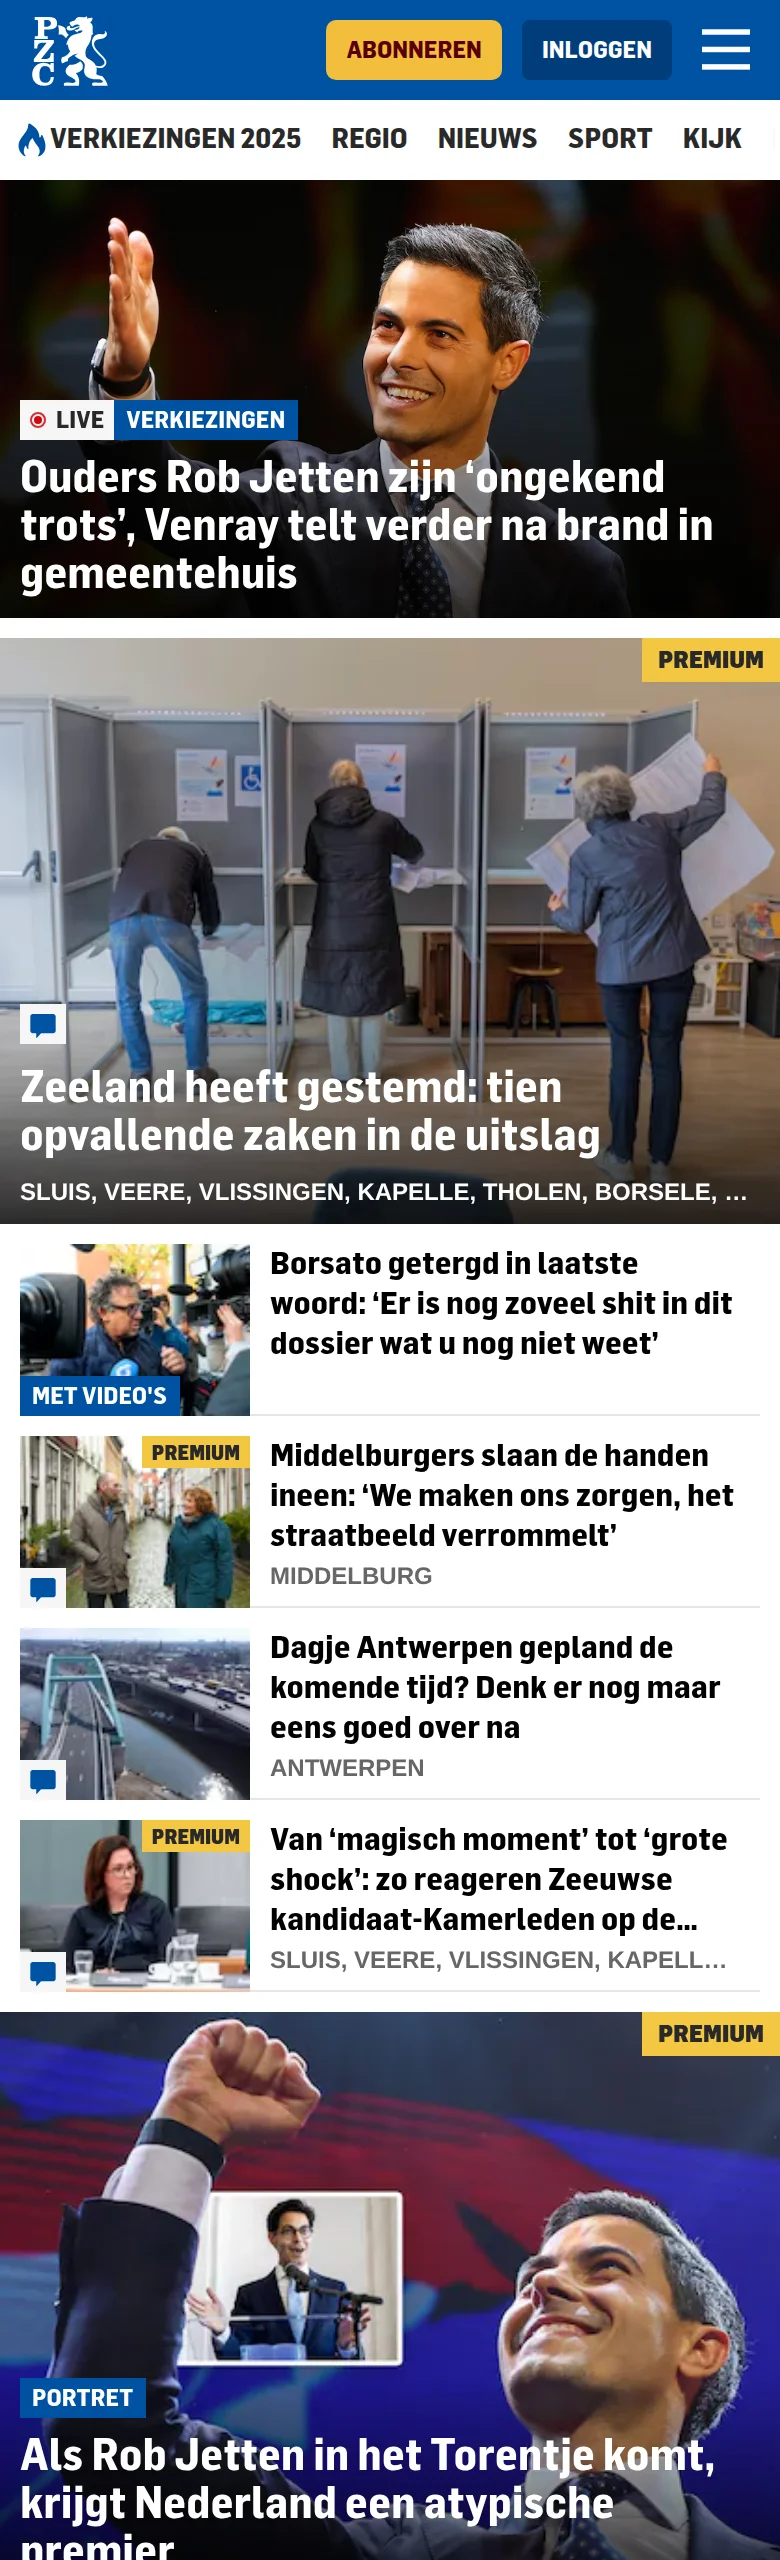 PZC
ABONNEREN
INLOGGEN
VERKIEZINGEN 2025
REGIO
NIEUWS
SPORT
KIJK
LIVE
VERKIEZINGEN
Ouders Rob Jetten zijn ‘ongekend
trots’, Venray telt verder na brand in
gemeentehuis
PREMIUM
Zeeland heeft gestemd: tien
opvallende zaken in de uitslag
SLUIS, VEERE, VLISSINGEN, KAPELLE, THOLEN, BORSELE, ...
MET VIDEO'S
Borsato getergd in laatste
woord: ‘Er is nog zoveel shit in dit
dossier wat u nog niet weet’
PREMIUM
Middelburgers slaan de handen
ineen: ‘We maken ons zorgen, het
straatbeeld verrommelt’
MIDDELBURG
Dagje Antwerpen gepland de
komende tijd? Denk er nog maar
eens goed over na
ANTWERPEN
PREMIUM
Van ‘magisch moment’ tot ‘grote
shock’: zo reageren Zeeuwse
kandidaat-Kamerleden op de...
SLUIS, VEERE, VLISSINGEN, KAPELL...
PREMIUM
PORTRET
Als Rob Jetten in het Torentje komt,
krijgt Nederland een atypische
premier